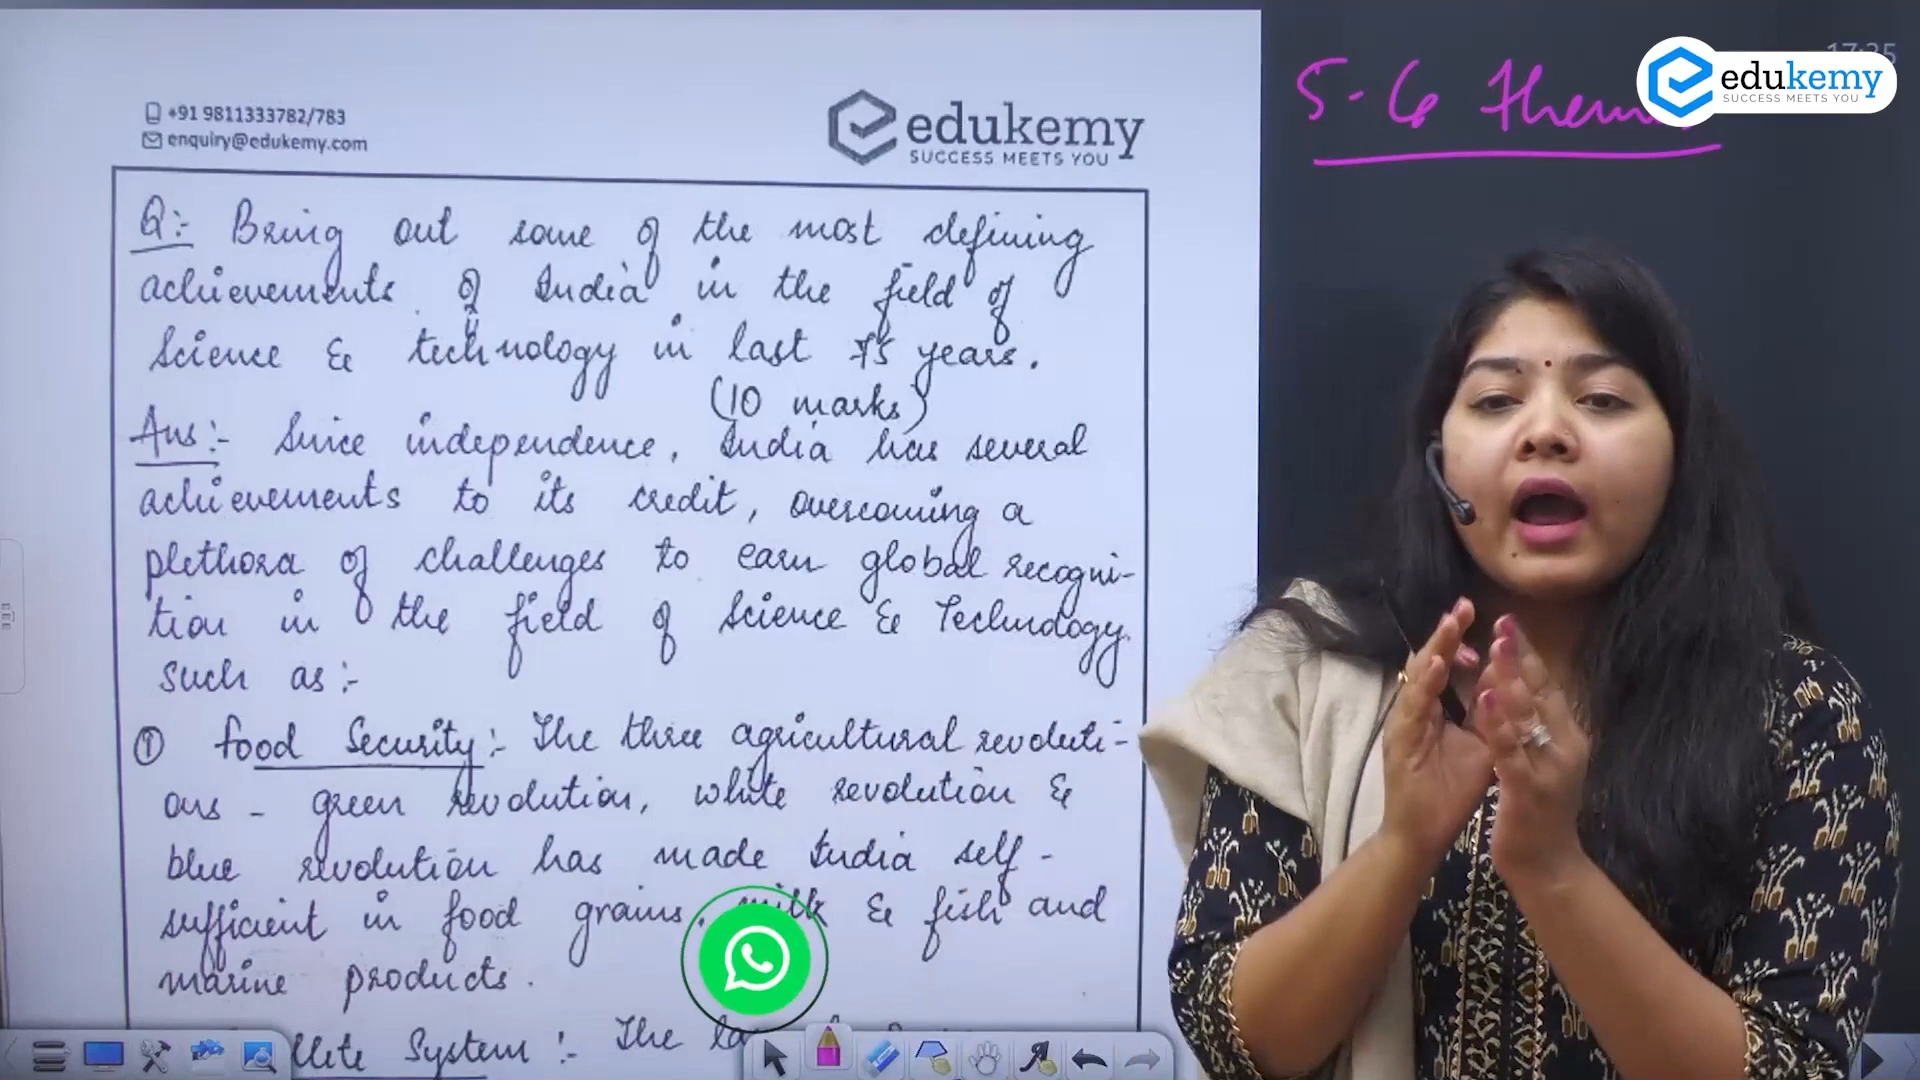 +91 9811333782/783
enquiry@edukemy.com
edukemy
SUCCESS MEETS YOU
5-6 Them
edukemy
SUCCESS MEETS YOU
Q:- Bring out some of the most defining
achievements of India in the field of
Science & technology in last 75 years.
(10 marks)
Ans:- Since independence, India has several
achievements to its credit, overcoming a
plethora of challenges to earn global recogni-
tion in the field of Science & Technology.
such as:-
① Food Security:- The three agricultural revoluti-
ons - green revolution, white revolution &
blue revolution has made India self-
sufficient in food grains, milk & fish and
marine products.
System :- The